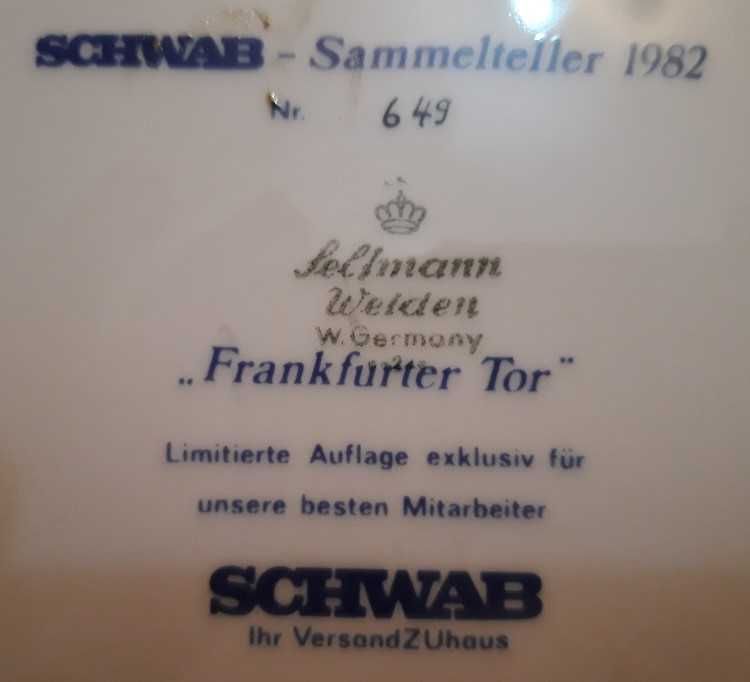 SCHWAB - Sammelteller 1982
Nr. 649
Seltmann
Weiden
W. Germany
„Frankfurter Tor"
Limitierte Auflage exklusiv für
unsere besten Mitarbeiter
SCHWAB
Ihr VersandZUhaus